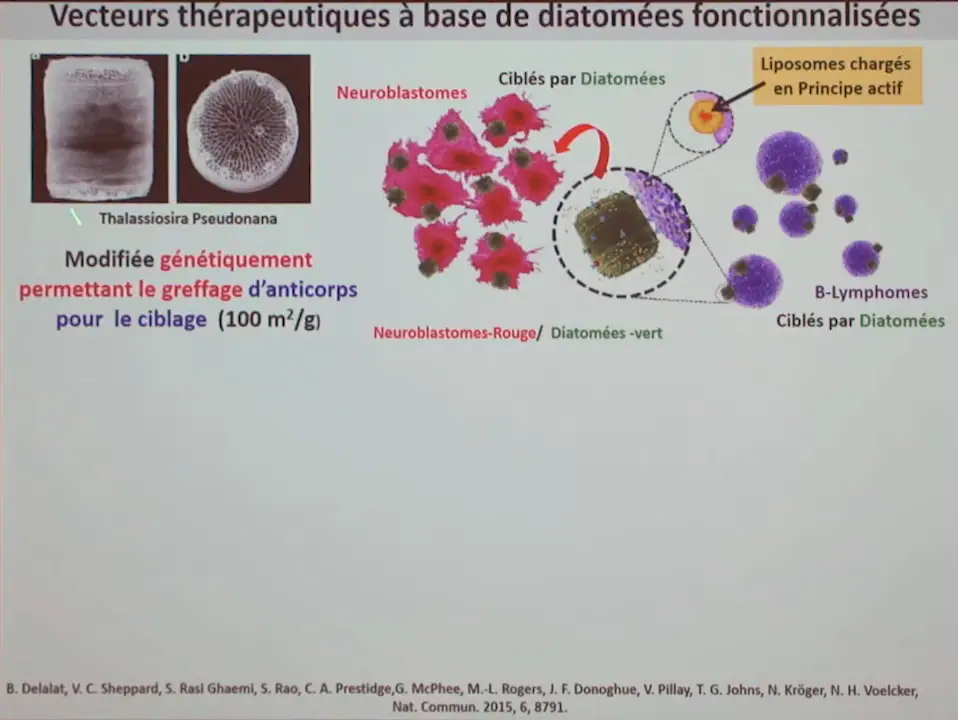 Vecteurs thérapeutiques à base de diatomées fonctionnalisées
a
b
Thalassiosira Pseudonana
Modifiée génétiquement
permettant le greffage d'anticorps
pour le ciblage (100 m²/g)
Neuroblastomes
Ciblés par Diatomées
Liposomes chargés
en Principe actif
B-Lymphomes
Ciblés par Diatomées
Neuroblastomes-Rouge/ Diatomées -vert
B. Delalat, V. C. Sheppard, S. Rasi Ghaemi, S. Rao, C. A. Prestidge,G. McPhee, M.-L. Rogers, J. F. Donoghue, V. Pillay, T. G. Johns, N. Kröger, N. H. Voelcker,
Nat. Commun. 2015, 6, 8791.